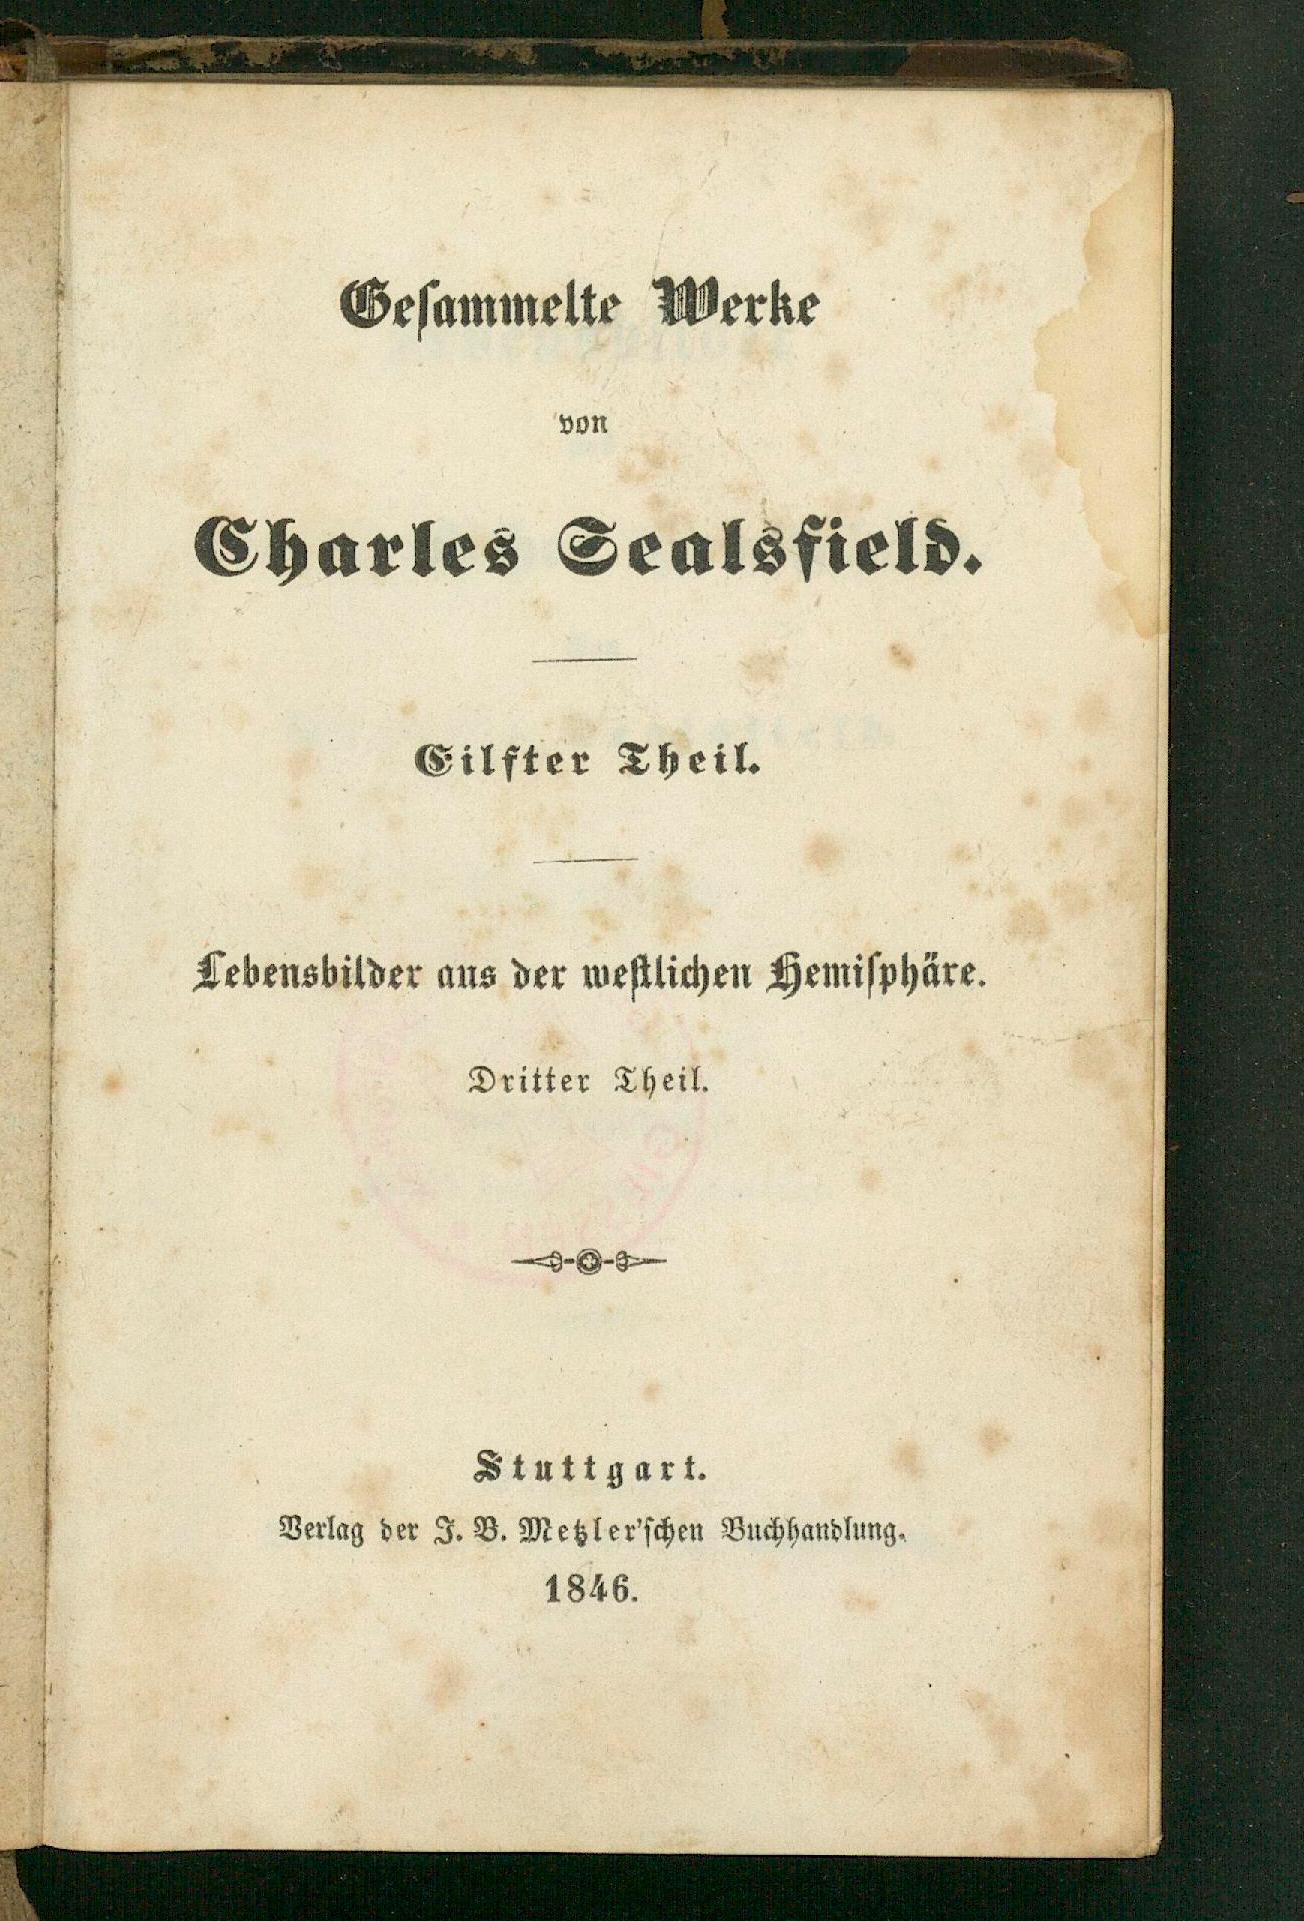 Gesammelte Werke
von
Charles Sealsfield.
Eilfter Theil.
Lebensbilder aus der westlichen Hemisphäre.
Dritter Theil.
Stuttgart.
Verlag der J. B. Metzler'schen Buchhandlung.
1846.